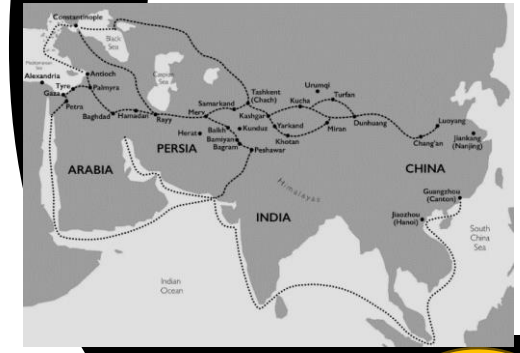 Constantinople
Black
Sea
Mediterranean
Sea
Caspian
Sea
Alexandria
Antioch
Tyre
Gaza
Palmyra
Petra
Baghdad
Hamadan
Rayy
Merv
Samarkand
Tashkent
(Chach)
Kashgar
Urumqi
Turfan
Kucha
Yarkand
Khotan
Miran
Dunhuang
Luoyang
Chang'an
Jiankang
(Nanjing)
Herat
Balkh
Kunduz
Bamiyan
Bagram
Peshawar
PERSIA
ARABIA
Himalayas
INDIA
CHINA
Guangzhou
(Canton)
Jiaozhou
(Hanoi)
South
China
Sea
Indian
Ocean